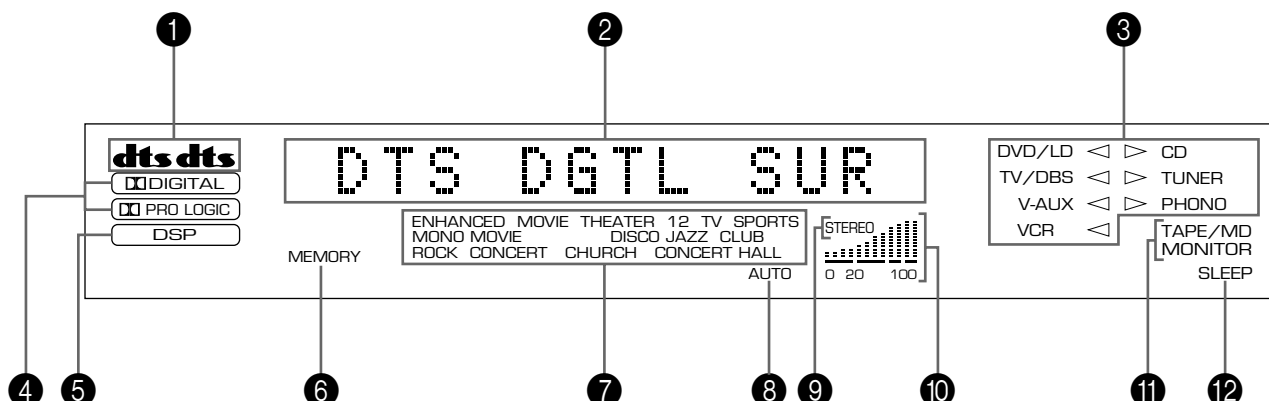 1 2 3
dts dts
DTS DGTL SUR
DIGITAL
PRO LOGIC
DSP
MEMORY
ENHANCED MOVIE THEATER 12 TV SPORTS
MONO MOVIE DISCO JAZZ CLUB
ROCK CONCERT CHURCH CONCERT HALL
AUTO
STEREO
0 20 100
DVD/LD CD
TV/DBS TUNER
V-AUX PHONO
VCR
TAPE/MD
MONITOR
SLEEP
4 5 6 7 8 9 10 11 12